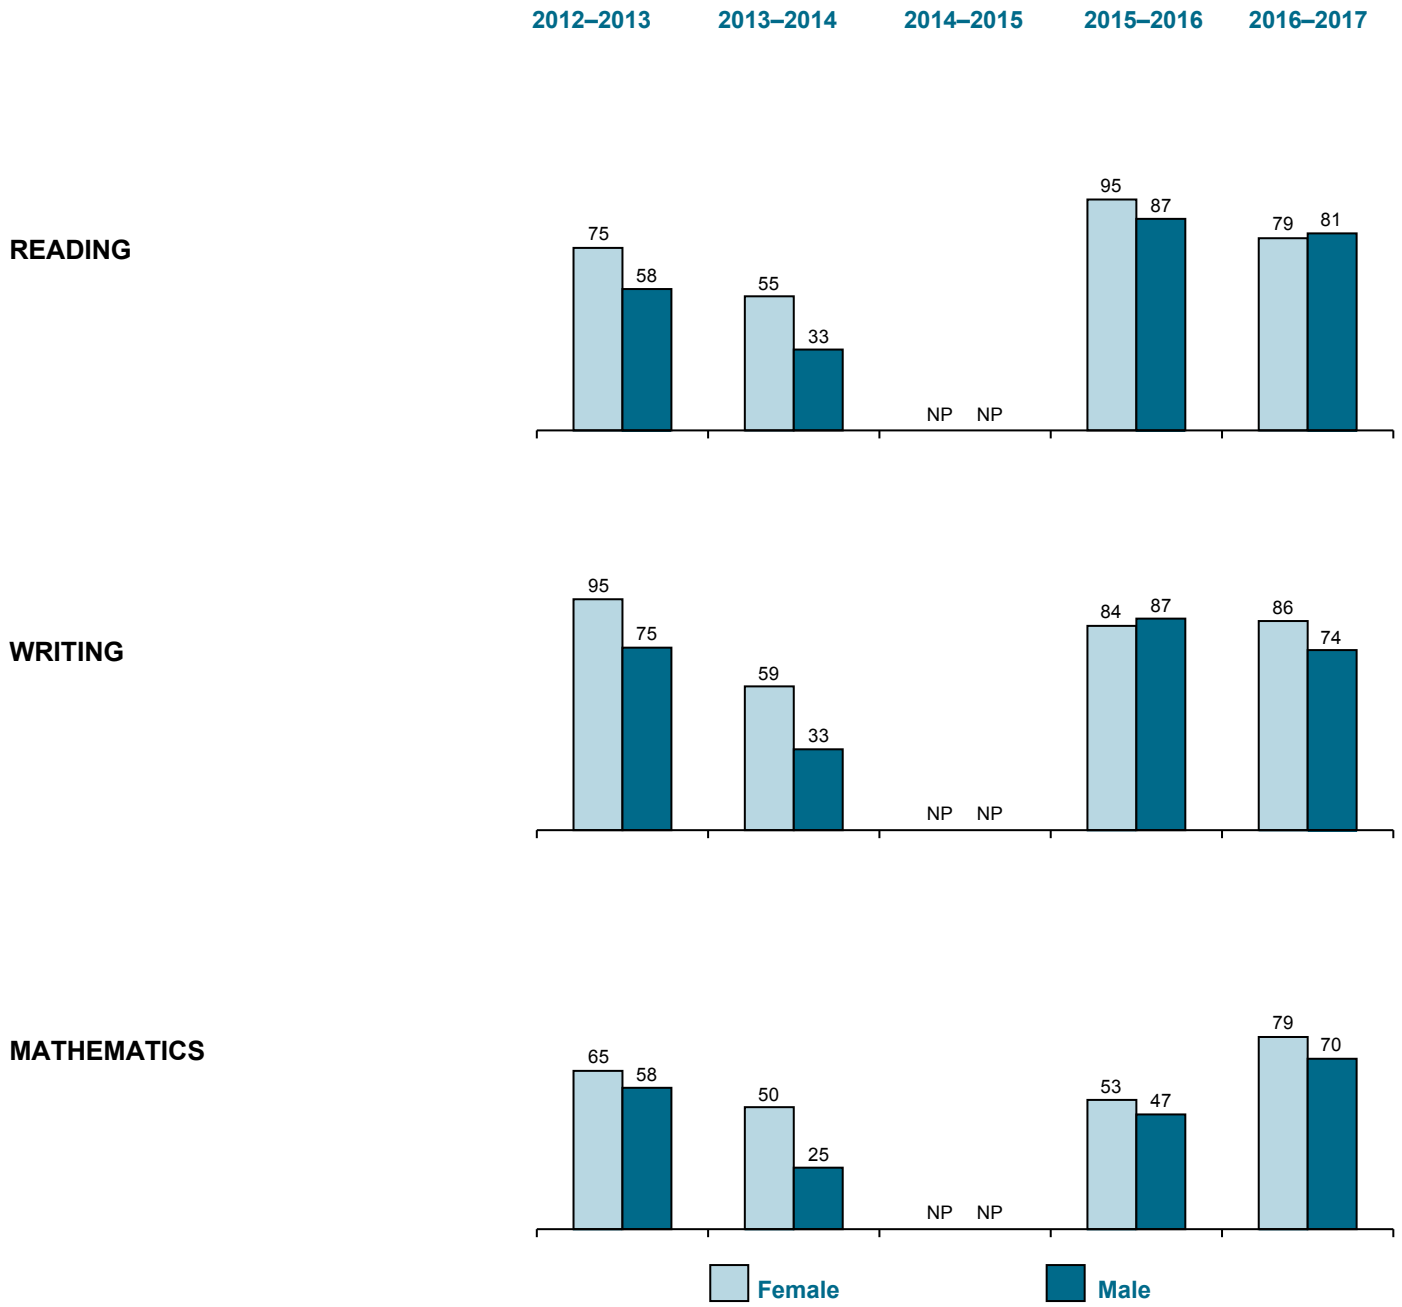 2012–2013 2013–2014 2014–2015 2015–2016 2016–2017
READING
75 58 55 33 NP NP 95 87 79 81
WRITING
95 75 59 33 NP NP 84 87 86 74
MATHEMATICS
65 58 50 25 NP NP 53 47 79 70
Female Male